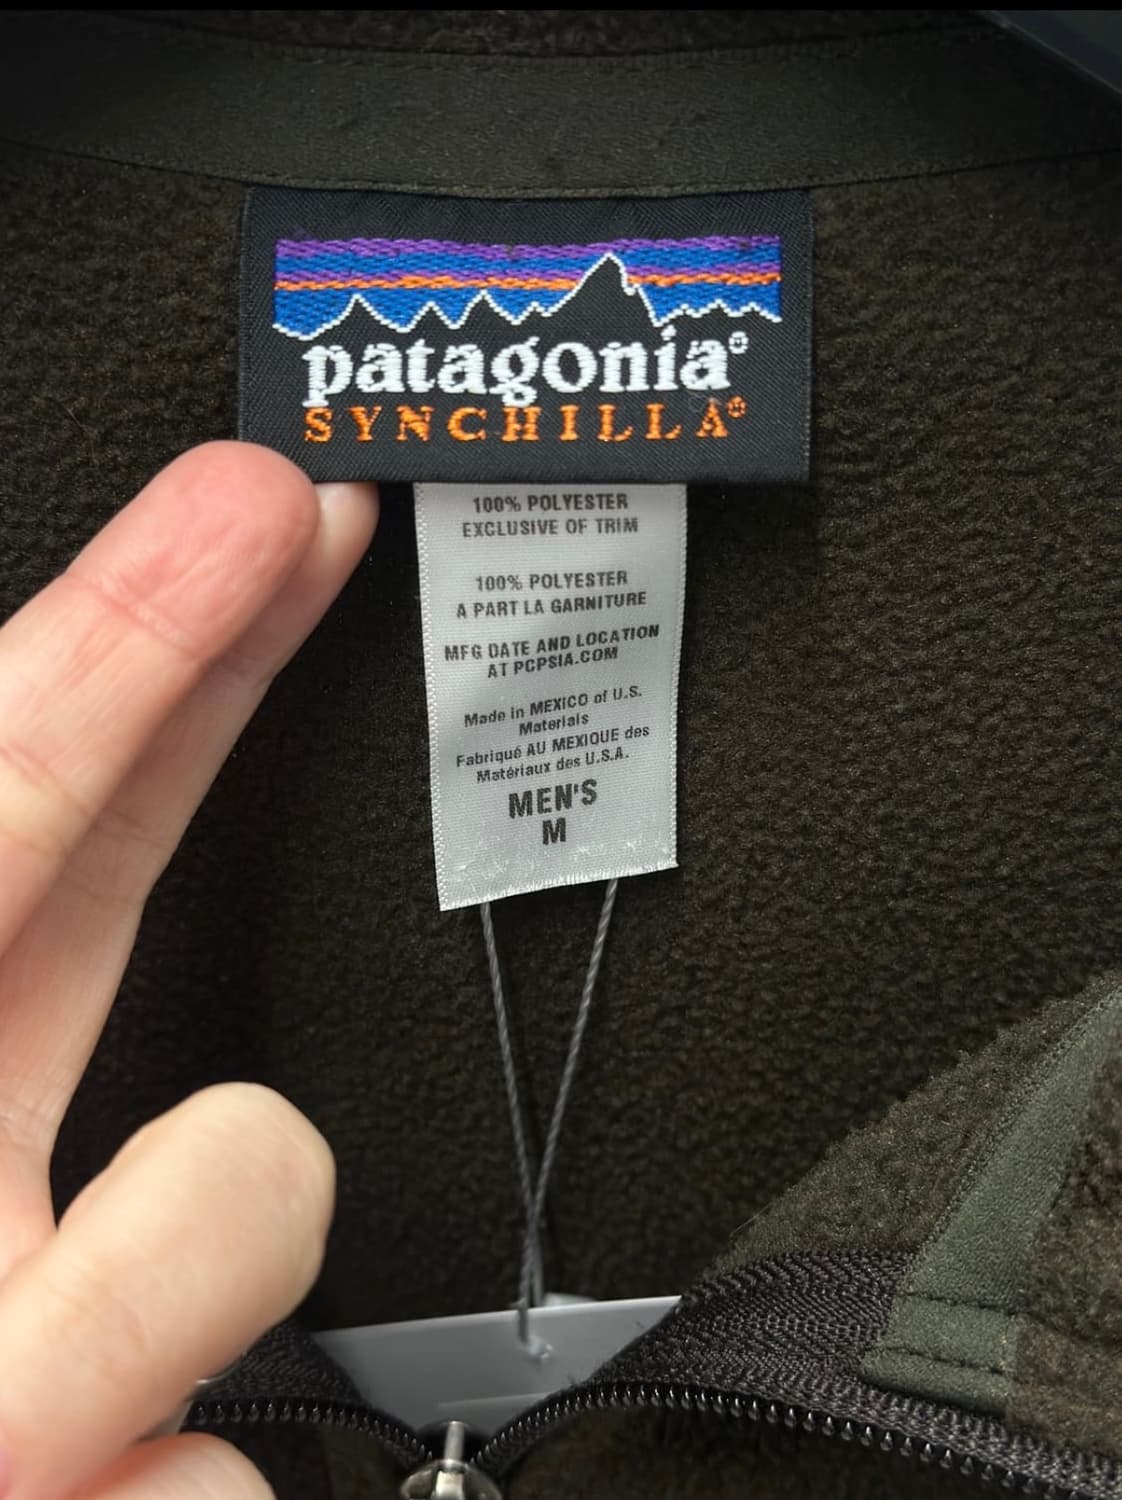 patagonia®
SYNCHILLA®
100% POLYESTER
EXCLUSIVE OF TRIM
100% POLYESTER
A PART LA GARNITURE
MFG DATE AND LOCATION
AT PCPSIA.COM
Made in MEXICO of U.S.
Materials
Fabriqué AU MEXIQUE des
Matériaux des U.S.A.
MEN'S
M